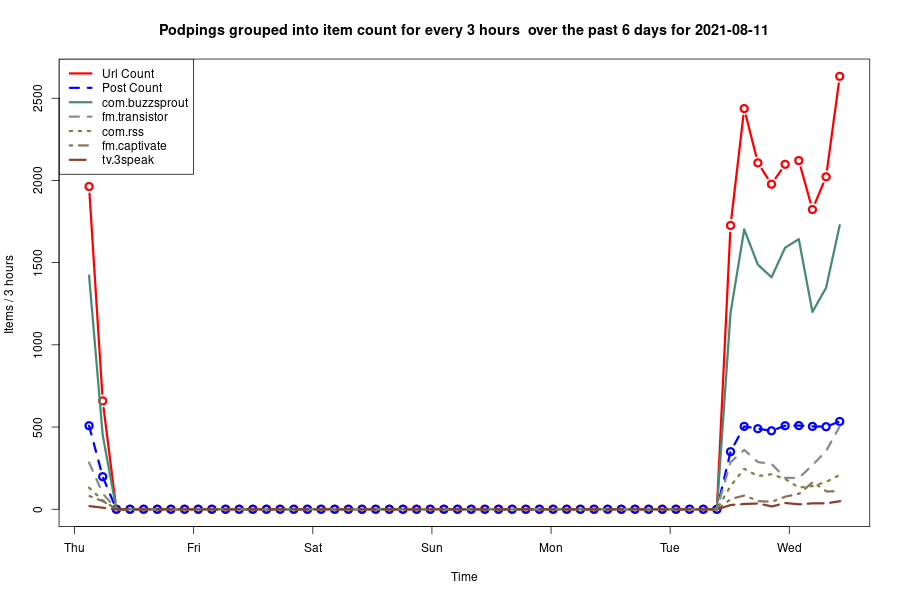 Podpings grouped into item count for every 3 hours  over the past 6 days for 2021-08-11
Url Count
Post Count
com.buzzsprout
fm.transistor
com.rss
fm.captivate
tv.3speak
Items / 3 hours
2500
2000
1500
1000
500
0
Thu Fri Sat Sun Mon Tue Wed
Time